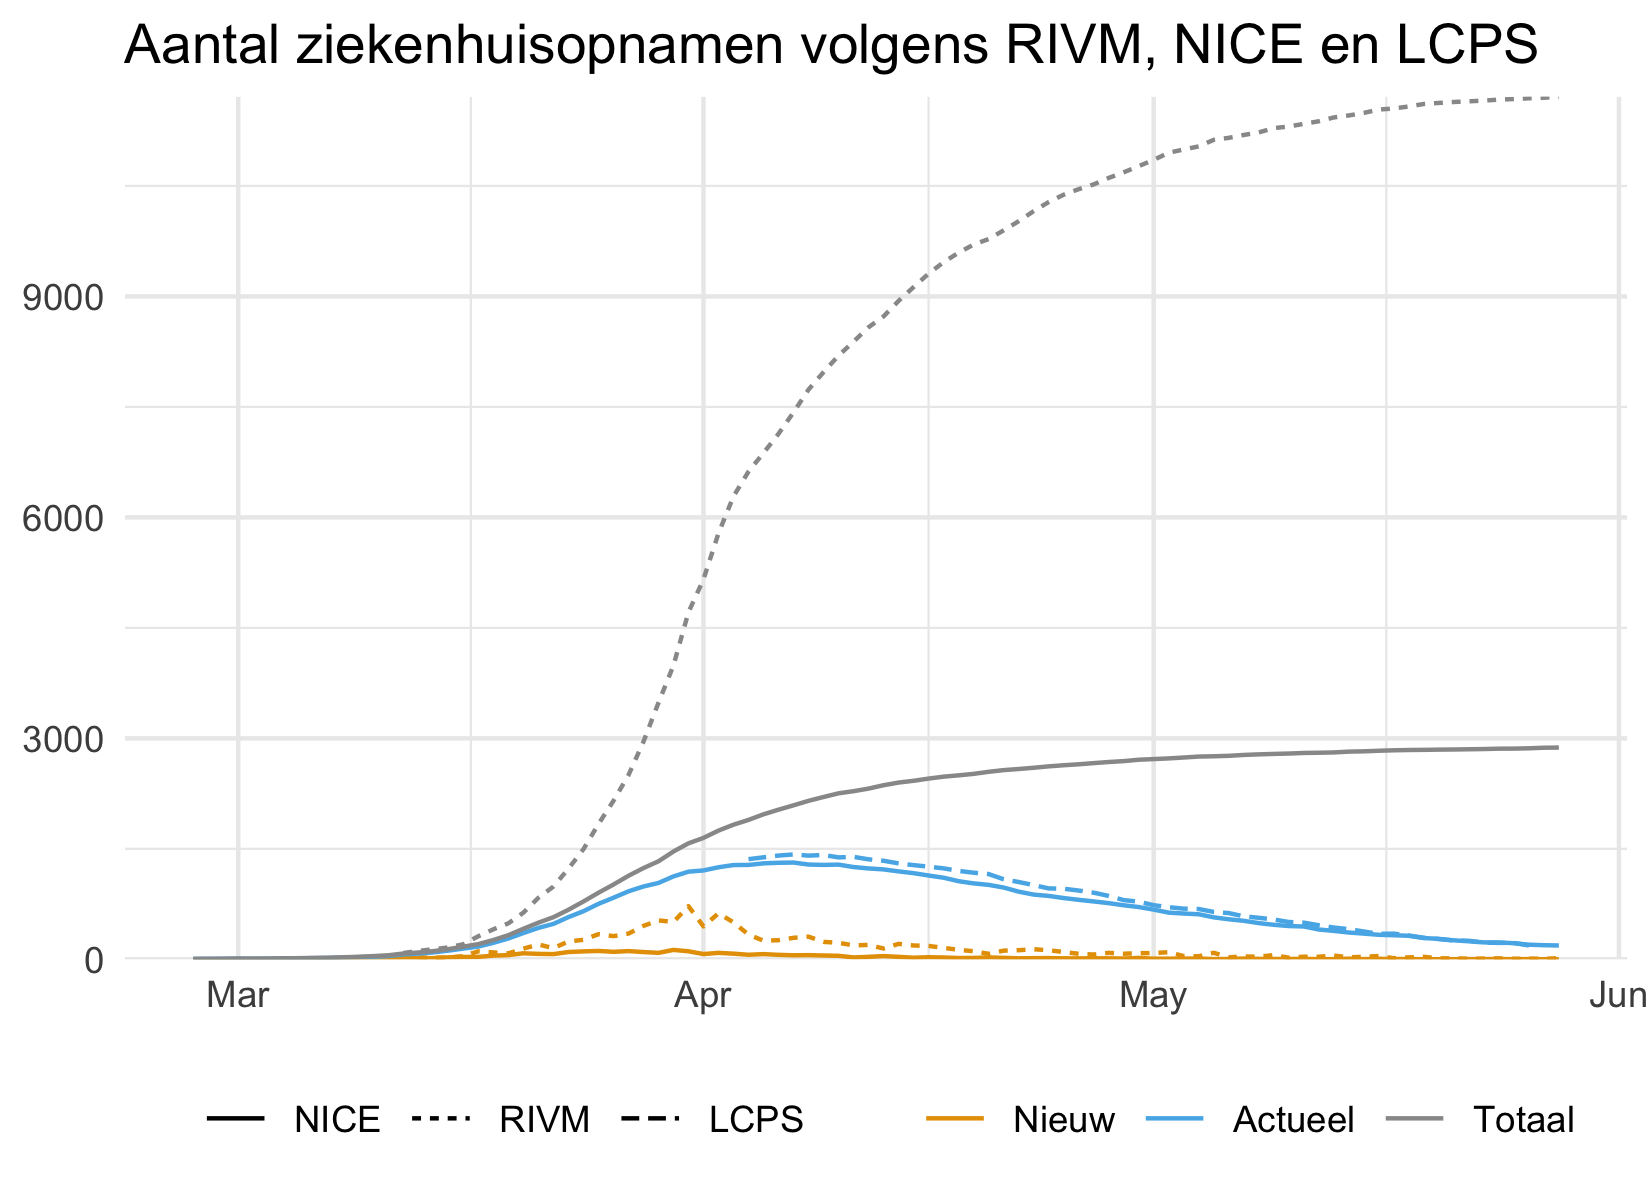 Aantal ziekenhuisopnamen volgens RIVM, NICE en LCPS
9000
6000
3000
0
Mar Apr May Jun
NICE RIVM LCPS Nieuw Actueel Totaal